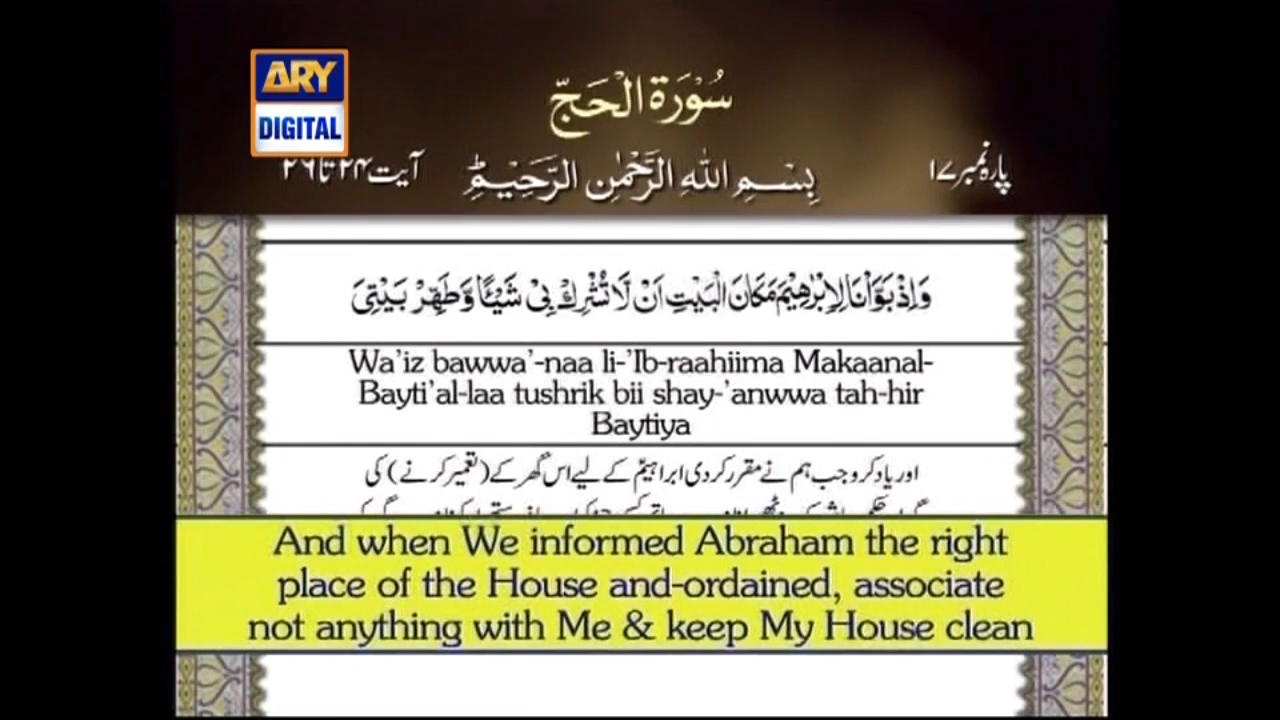 ARY
DIGITAL
سُوْرَةُ الْحَجّ
پارہ نمبر ۱۷
بِسْمِ اللهِ الرَّحْمٰنِ الرَّحِيْمِ
آیت ۲۴ تا ۲۶
وَاِذْ بَوَّاْنَا لِاِبْرٰهِيْمَ مَكَانَ الْبَيْتِ اَنْ لَّا تُشْرِكْ بِيْ شَيْـًٔا وَّطَهِّرْ بَيْتِيَ
Wa'iz bawwa'-naa li-'Ib-raahiima Makaanal-
Bayti'al-laa tushrik bii shay-'anwwa tah-hir
Baytiya
اور یاد کرو جب ہم نے مقرر کردی ابراہیمؑ کے لیے اس گھر کے (تعمیر کرنے) کی
And when We informed Abraham the right
place of the House and-ordained, associate
not anything with Me & keep My House clean